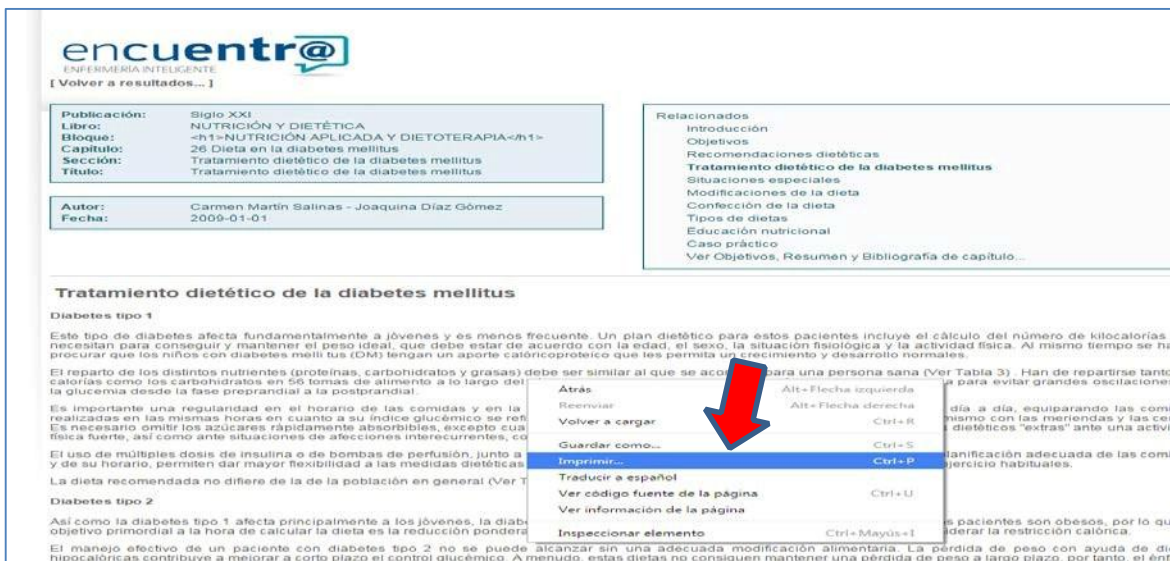 encuentr@
ENFERMERÍA INTELIGENTE
[ Volver a resultados... ]
Publicación: Siglo XXI
Libro: NUTRICIÓN Y DIETÉTICA
Bloque: <h1>NUTRICIÓN APLICADA Y DIETOTERAPIA</h1>
Capítulo: 26 Dieta en la diabetes mellitus
Sección: Tratamiento dietético de la diabetes mellitus
Título: Tratamiento dietético de la diabetes mellitus
Autor: Carmen Martín Salinas - Joaquina Díaz Gómez
Fecha: 2009-01-01
Relacionados
Introducción
Objetivos
Recomendaciones dietéticas
Tratamiento dietético de la diabetes mellitus
Situaciones especiales
Modificaciones de la dieta
Confección de la dieta
Tipos de dietas
Educación nutricional
Caso práctico
Ver Objetivos, Resumen y Bibliografía de capítulo...
Tratamiento dietético de la diabetes mellitus
Diabetes tipo 1
Este tipo de diabetes afecta fundamentalmente a jóvenes y es menos frecuente. Un plan dietético para estos pacientes incluye el cálculo del número de kilocalorías
necesitan para conseguir y mantener el peso ideal, que debe estar de acuerdo con la edad, el sexo, la situación fisiológica y la actividad física. Al mismo tiempo se
procurar que los niños con diabetes melli tus (DM) tengan un aporte calóricoproteico que les permita un crecimiento y desarrollo normales.
El reparto de los distintos nutrientes (proteínas, carbohidratos y grasas) debe ser similar al que se para una persona sana (Ver Tabla 3) . Han de repartirse tanto
calorías como los carbohidratos en 56 tomas de alimento a lo largo del a para evitar grandes oscilaciones
la glucemia desde la fase preprandial a la postprandial.
Es importante una regularidad en el horario de las comidas y en la día a día, equiparando las
realizadas en las mismas horas en cuanto a su índice glucémico se con las meriendas y las
Es necesario omitir los azúcares rápidamente absorbibles, excepto dietéticos "extras" ante una
física fuerte, así como ante situaciones de afecciones intercurrentes,
El uso de múltiples dosis de insulina o de bombas de perfusión, junto a adecuada de las
y de su horario, permiten dar mayor flexibilidad a las medidas dietéticas habituales.
La dieta recomendada no difiere de la de la población en general (Ver
Diabetes tipo 2
Así como la diabetes tipo 1 afecta principalmente a los jóvenes, la pacientes son obesos, por lo
objetivo primordial a la hora de calcular la dieta es la reducción la restricción calórica.
El manejo efectivo de un paciente con diabetes tipo 2 no se puede alcanzar sin una adecuada modificación alimentaria. La pérdida de peso con ayuda de
hipocalóricas contribuye a mejorar a corto plazo el control glucémico. A menudo, estas dietas no consiguen mantener una pérdida de peso a largo plazo, por tanto, el
Atrás Alt+Flecha izquierda
Reenviar Alt+Flecha derecha
Volver a cargar Ctrl+R
Guardar como... Ctrl+S
Imprimir... Ctrl+P
Traducir a español
Ver código fuente de la página Ctrl+U
Ver información de la página
Inspeccionar elemento Ctrl+Mayús+I